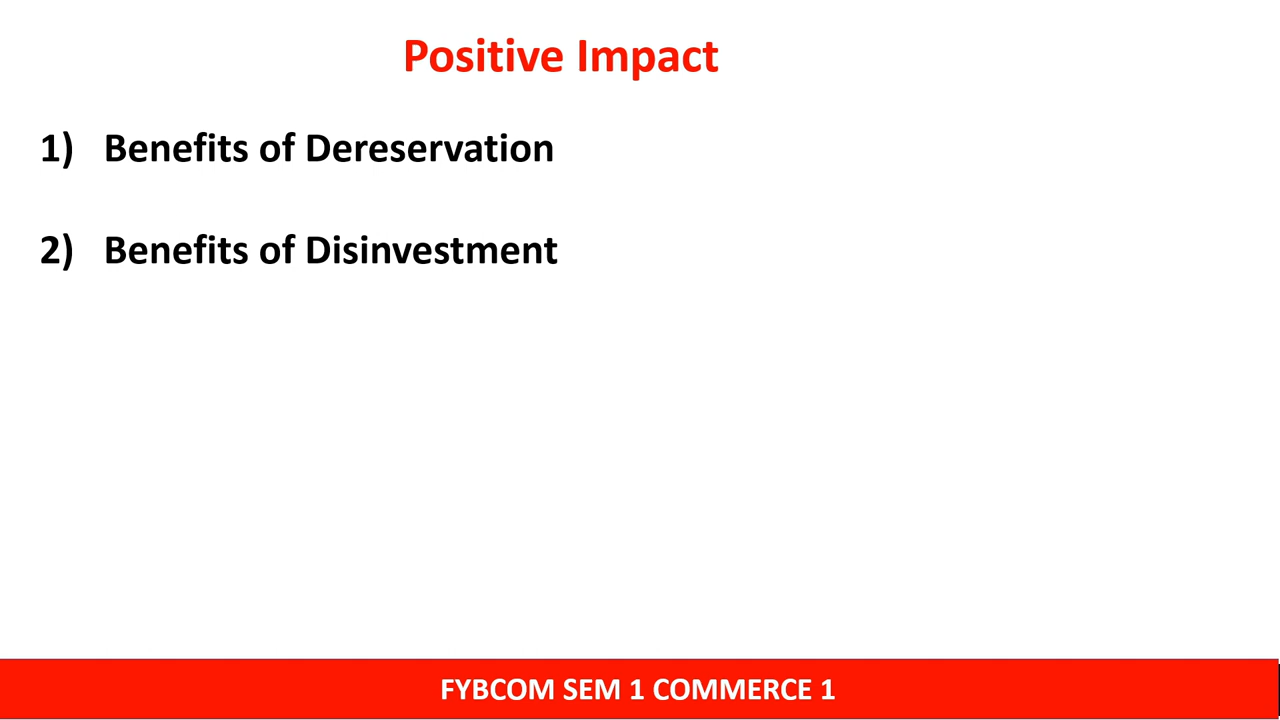 Positive Impact
1) Benefits of Dereservation
2) Benefits of Disinvestment
FYBCOM SEM 1 COMMERCE 1